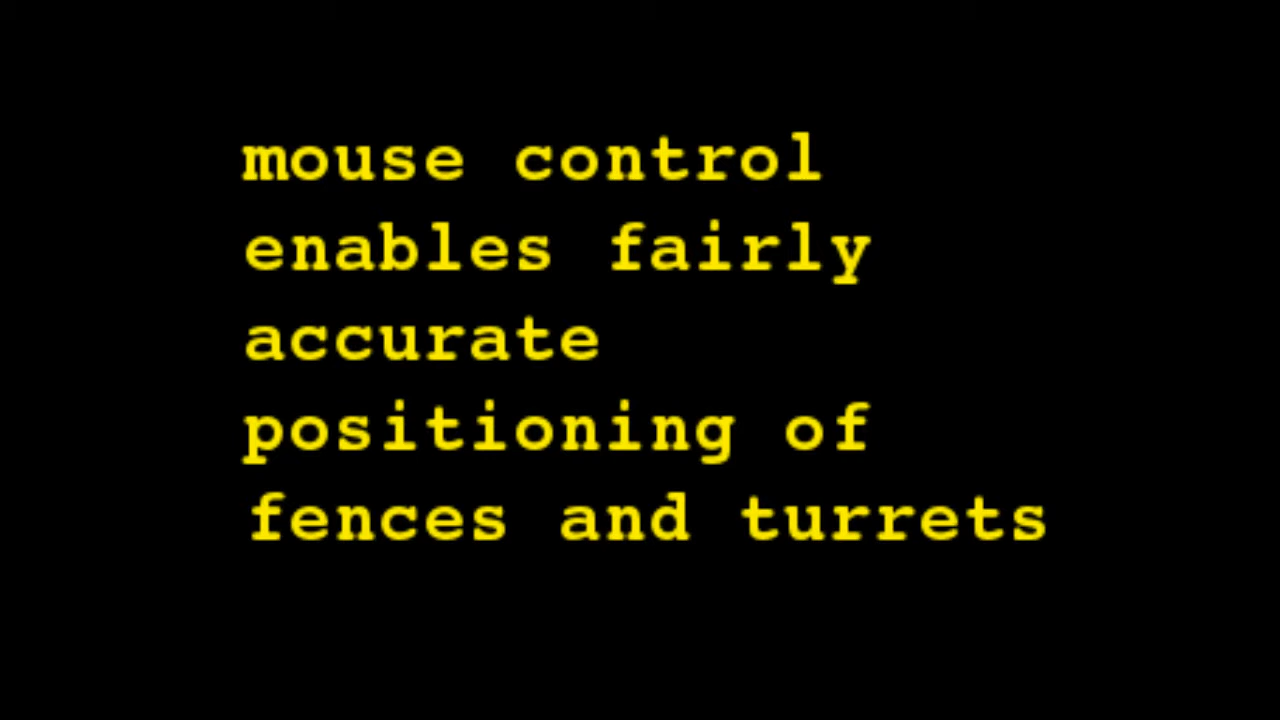 mouse control
enables fairly
accurate
positioning of
fences and turrets